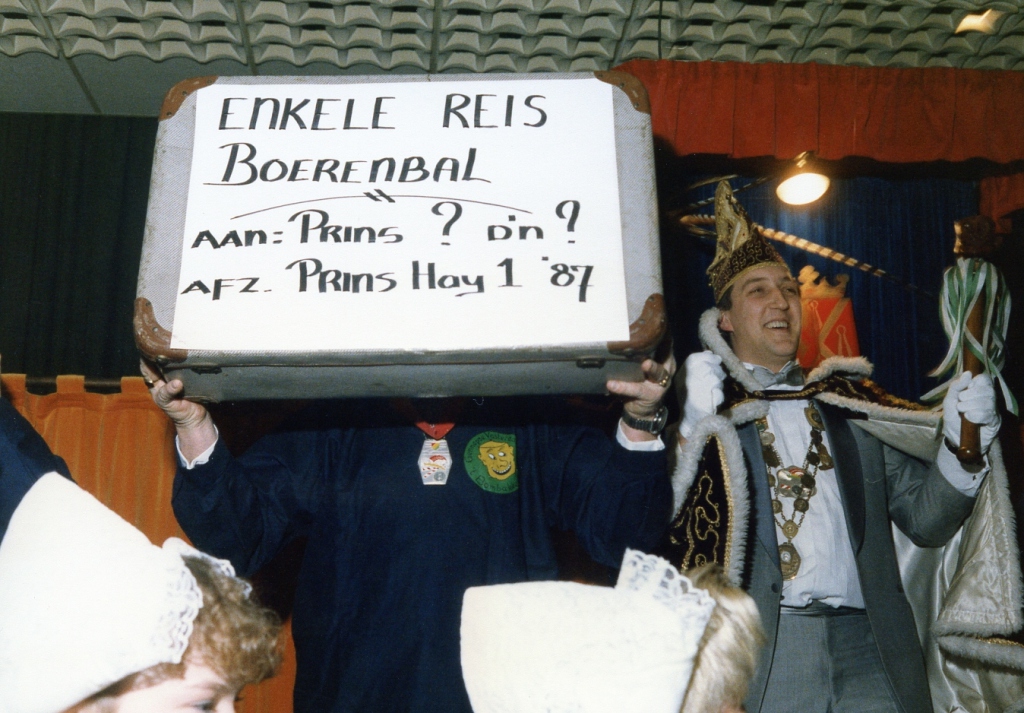 ENKELE REIS
BOERENBAL
AAN: PRINS ? D'N ?
AFZ. PRINS Hay 1 '87